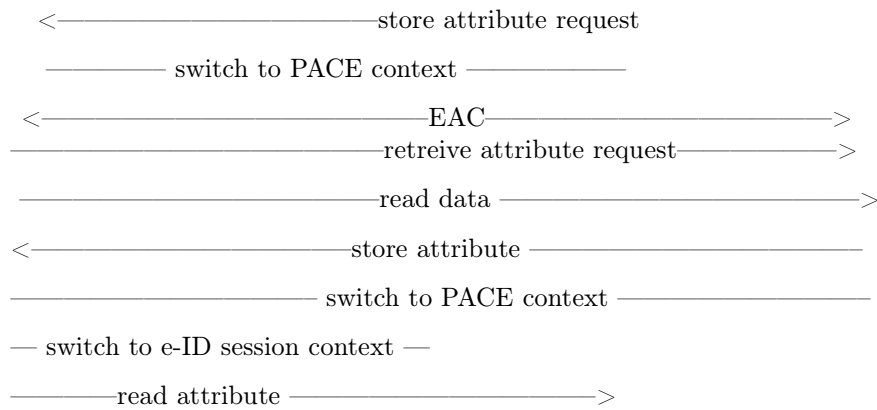 <————————————store attribute request
————– switch to PACE context ——————
<——————————————–EAC—————————————–>
——————————————retreive attribute request——————>
—————————————–read data —————————————–>
<————————————store attribute —————————————
———————————– switch to PACE context —————————–
— switch to e-ID session context —
————read attribute ———————————–>